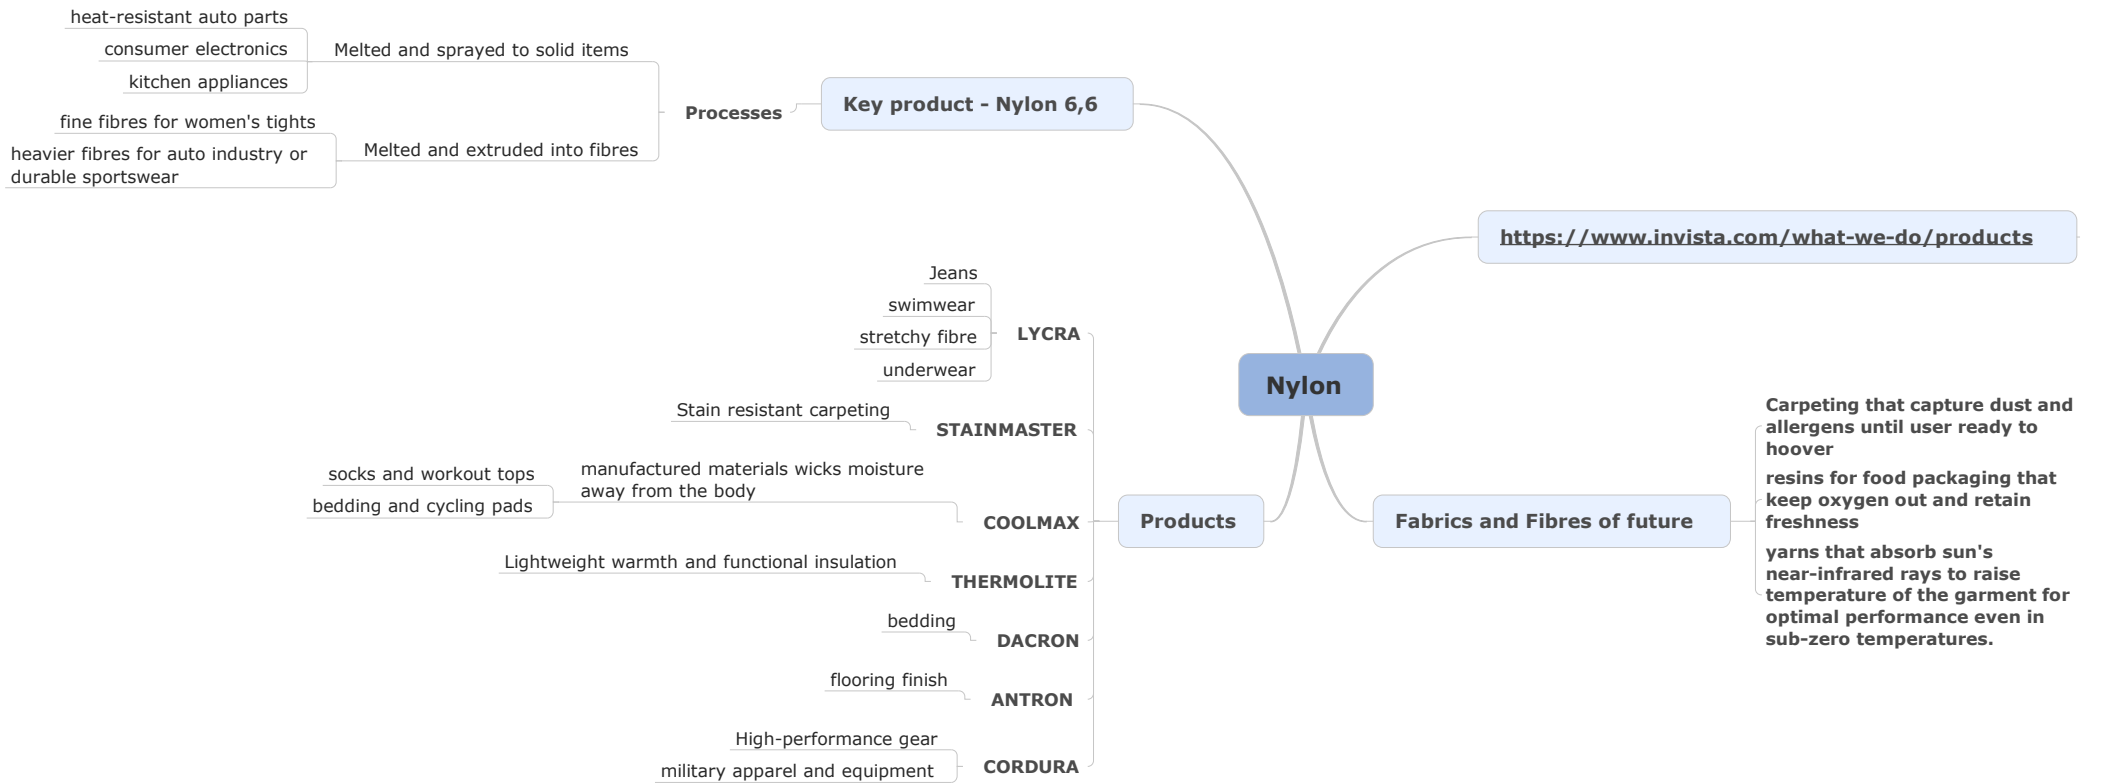 heat-resistant auto parts
consumer electronics
kitchen appliances
Melted and sprayed to solid items
fine fibres for women's tights
heavier fibres for auto industry or
durable sportswear
Melted and extruded into fibres
Processes
Key product - Nylon 6,6
https://www.invista.com/what-we-do/products
Nylon
Jeans
swimwear
stretchy fibre
underwear
LYCRA
Stain resistant carpeting
STAINMASTER
socks and workout tops
bedding and cycling pads
manufactured materials wicks moisture
away from the body
COOLMAX
Lightweight warmth and functional insulation
THERMOLITE
bedding
DACRON
flooring finish
ANTRON
High-performance gear
military apparel and equipment
CORDURA
Products
Fabrics and Fibres of future
Carpeting that capture dust and
allergens until user ready to
hoover
resins for food packaging that
keep oxygen out and retain
freshness
yarns that absorb sun's
near-infrared rays to raise
temperature of the garment for
optimal performance even in
sub-zero temperatures.